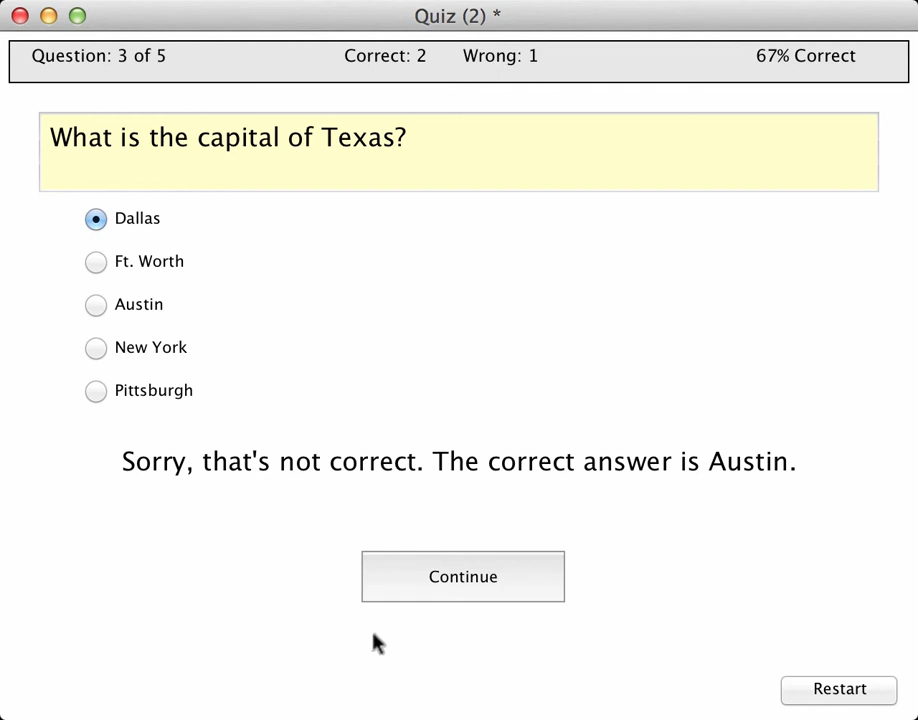 Quiz (2) *
Question: 3 of 5 Correct: 2 Wrong: 1 67% Correct
What is the capital of Texas?
Dallas
Ft. Worth
Austin
New York
Pittsburgh
Sorry, that's not correct. The correct answer is Austin.
Continue
Restart